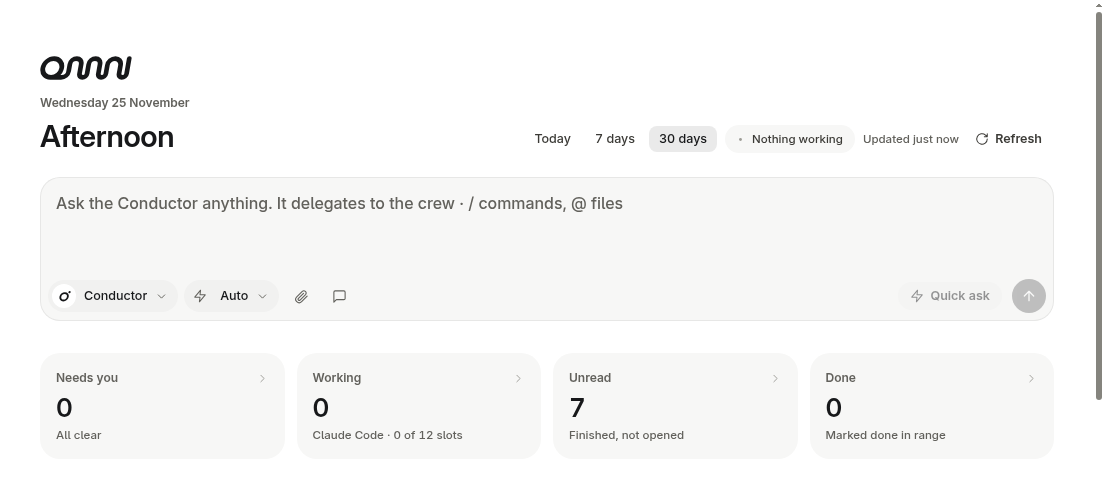 onni
Wednesday 25 November
Afternoon
Today 7 days 30 days Nothing working Updated just now Refresh
Ask the Conductor anything. It delegates to the crew · / commands, @ files
Conductor Auto Quick ask
Needs you
0
All clear
Working
0
Claude Code · 0 of 12 slots
Unread
7
Finished, not opened
Done
0
Marked done in range